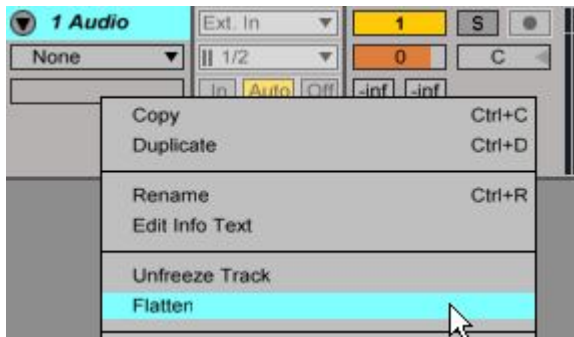 1 Audio Ext. In 1 S
None 1/2 0 C
In Auto Off -inf -inf
Copy Ctrl+C
Duplicate Ctrl+D
Rename Ctrl+R
Edit Info Text
Unfreeze Track
Flatten